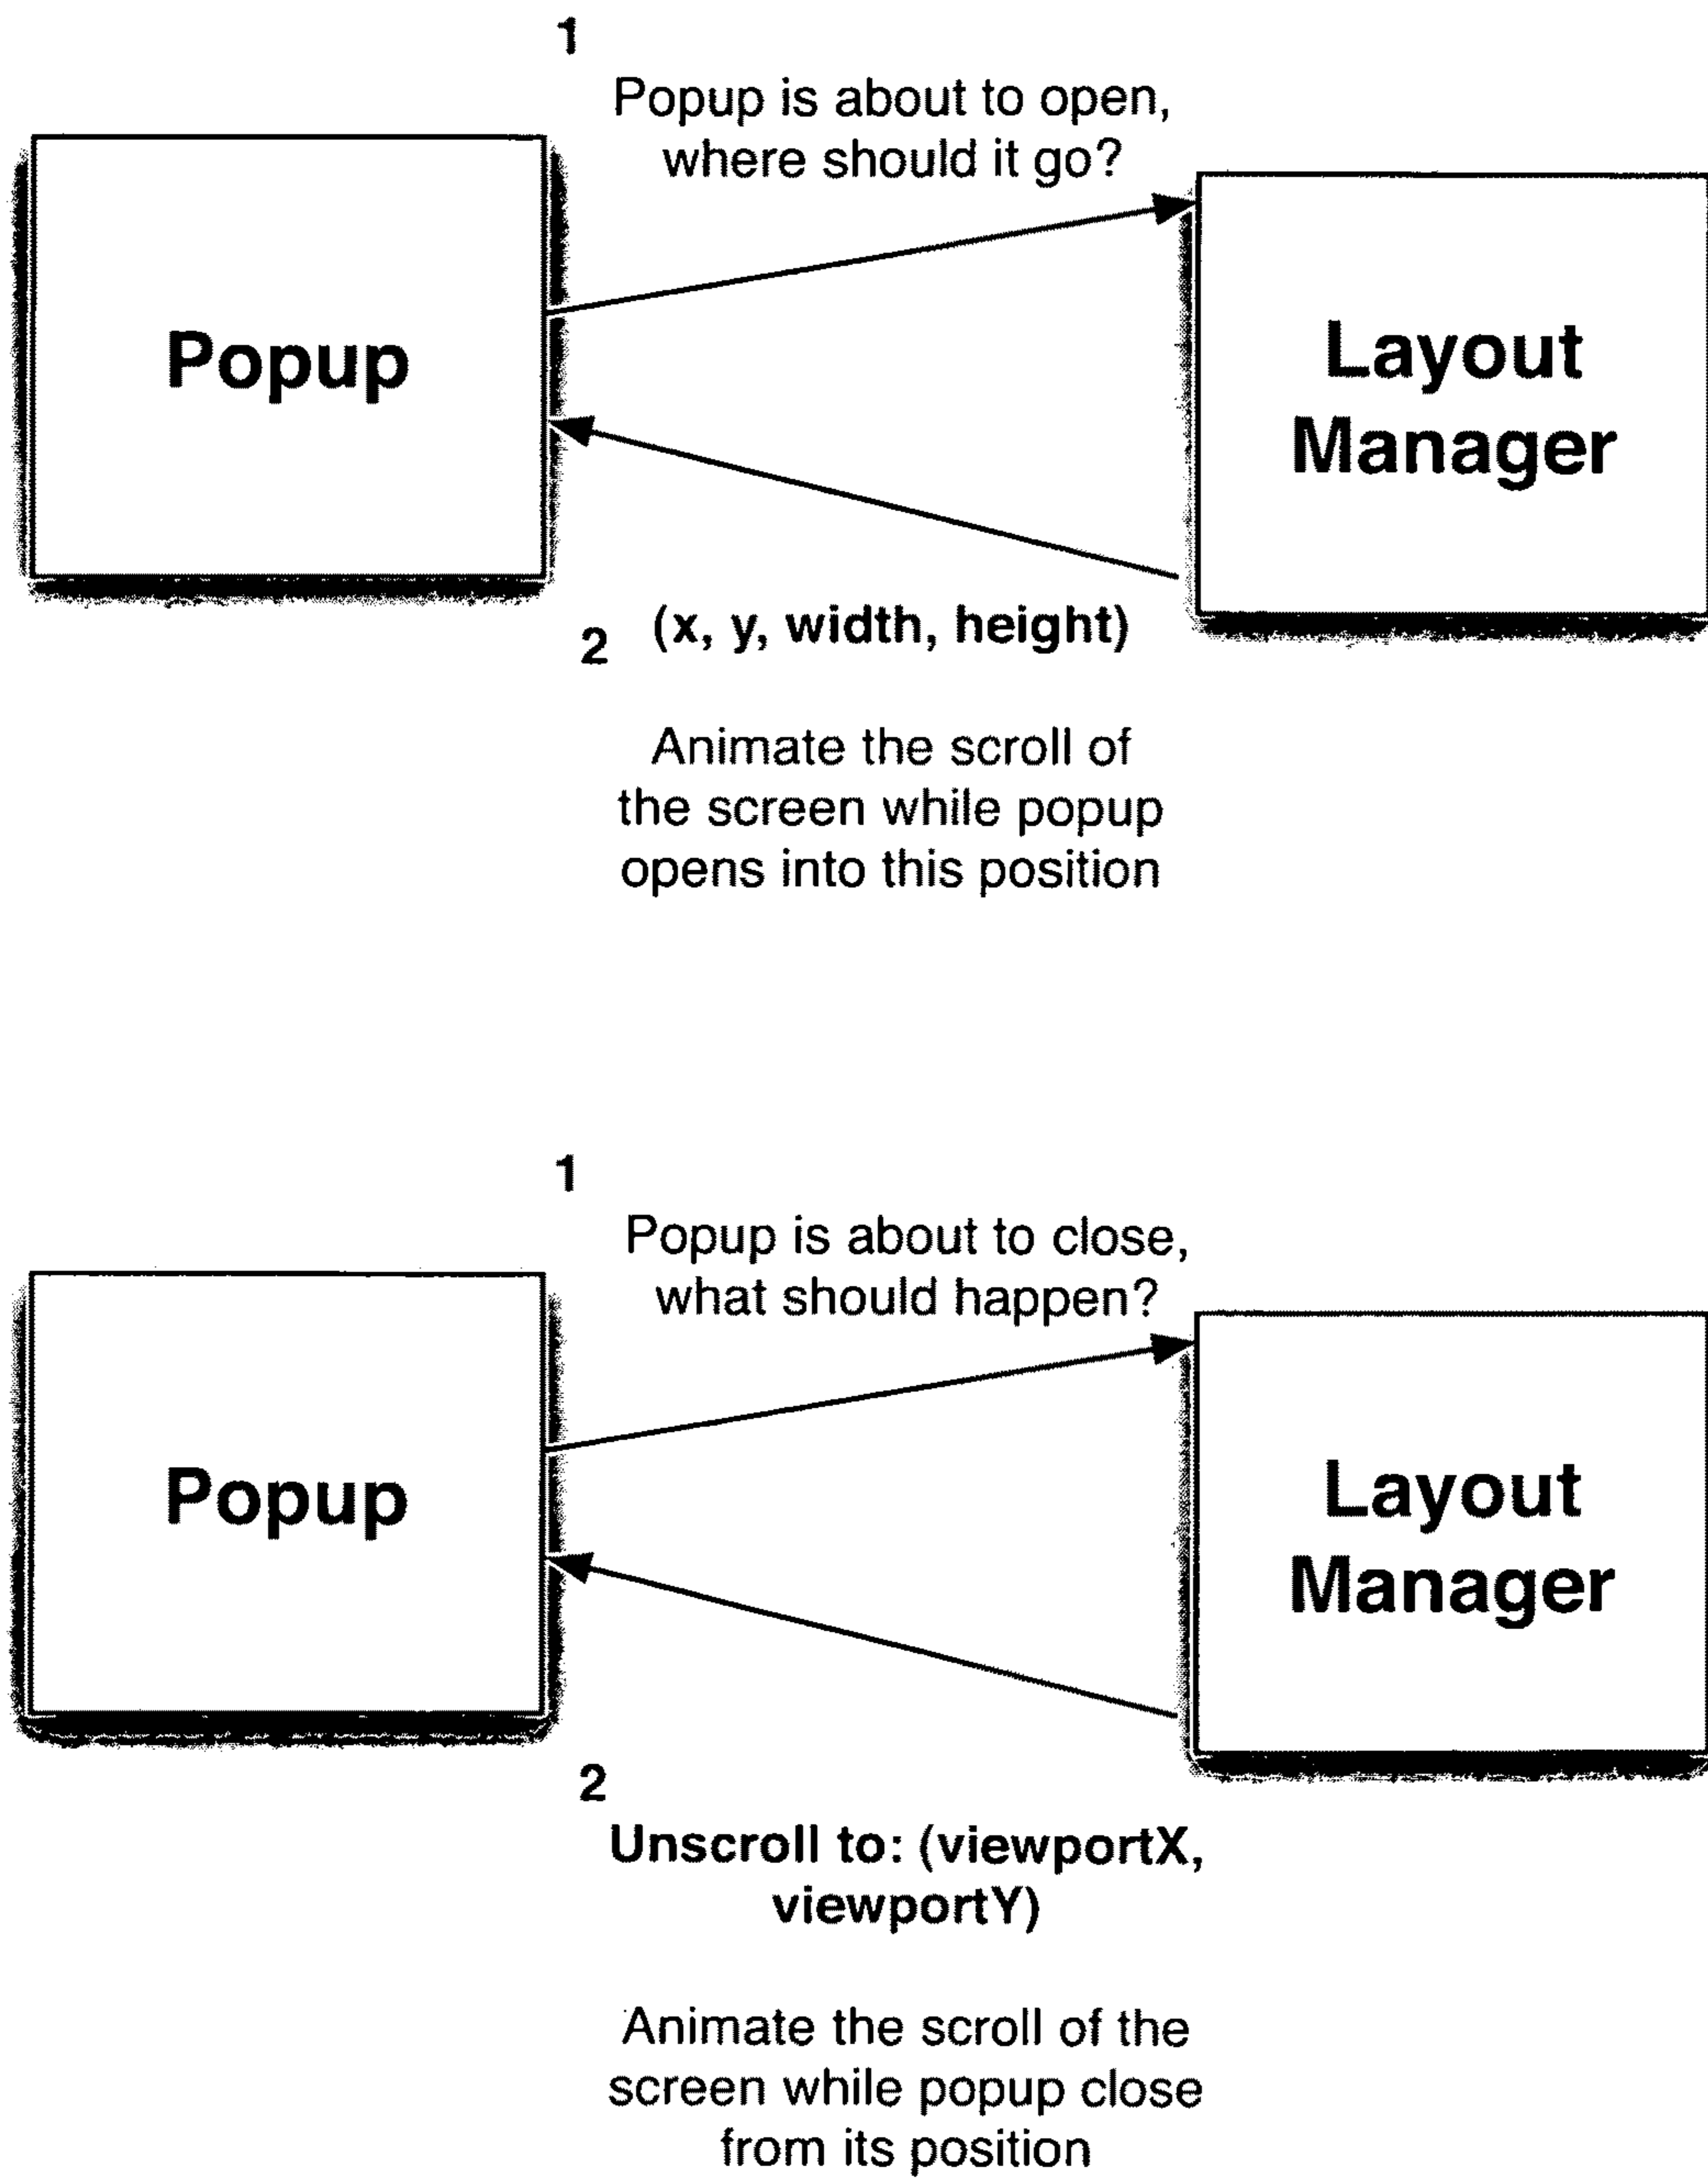 1
Popup is about to open,
where should it go?
Popup
Layout
Manager
2
(x, y, width, height)
Animate the scroll of
the screen while popup
opens into this position
1
Popup is about to close,
what should happen?
Popup
Layout
Manager
2
Unscroll to: (viewportX,
viewportY)
Animate the scroll of the
screen while popup close
from its position